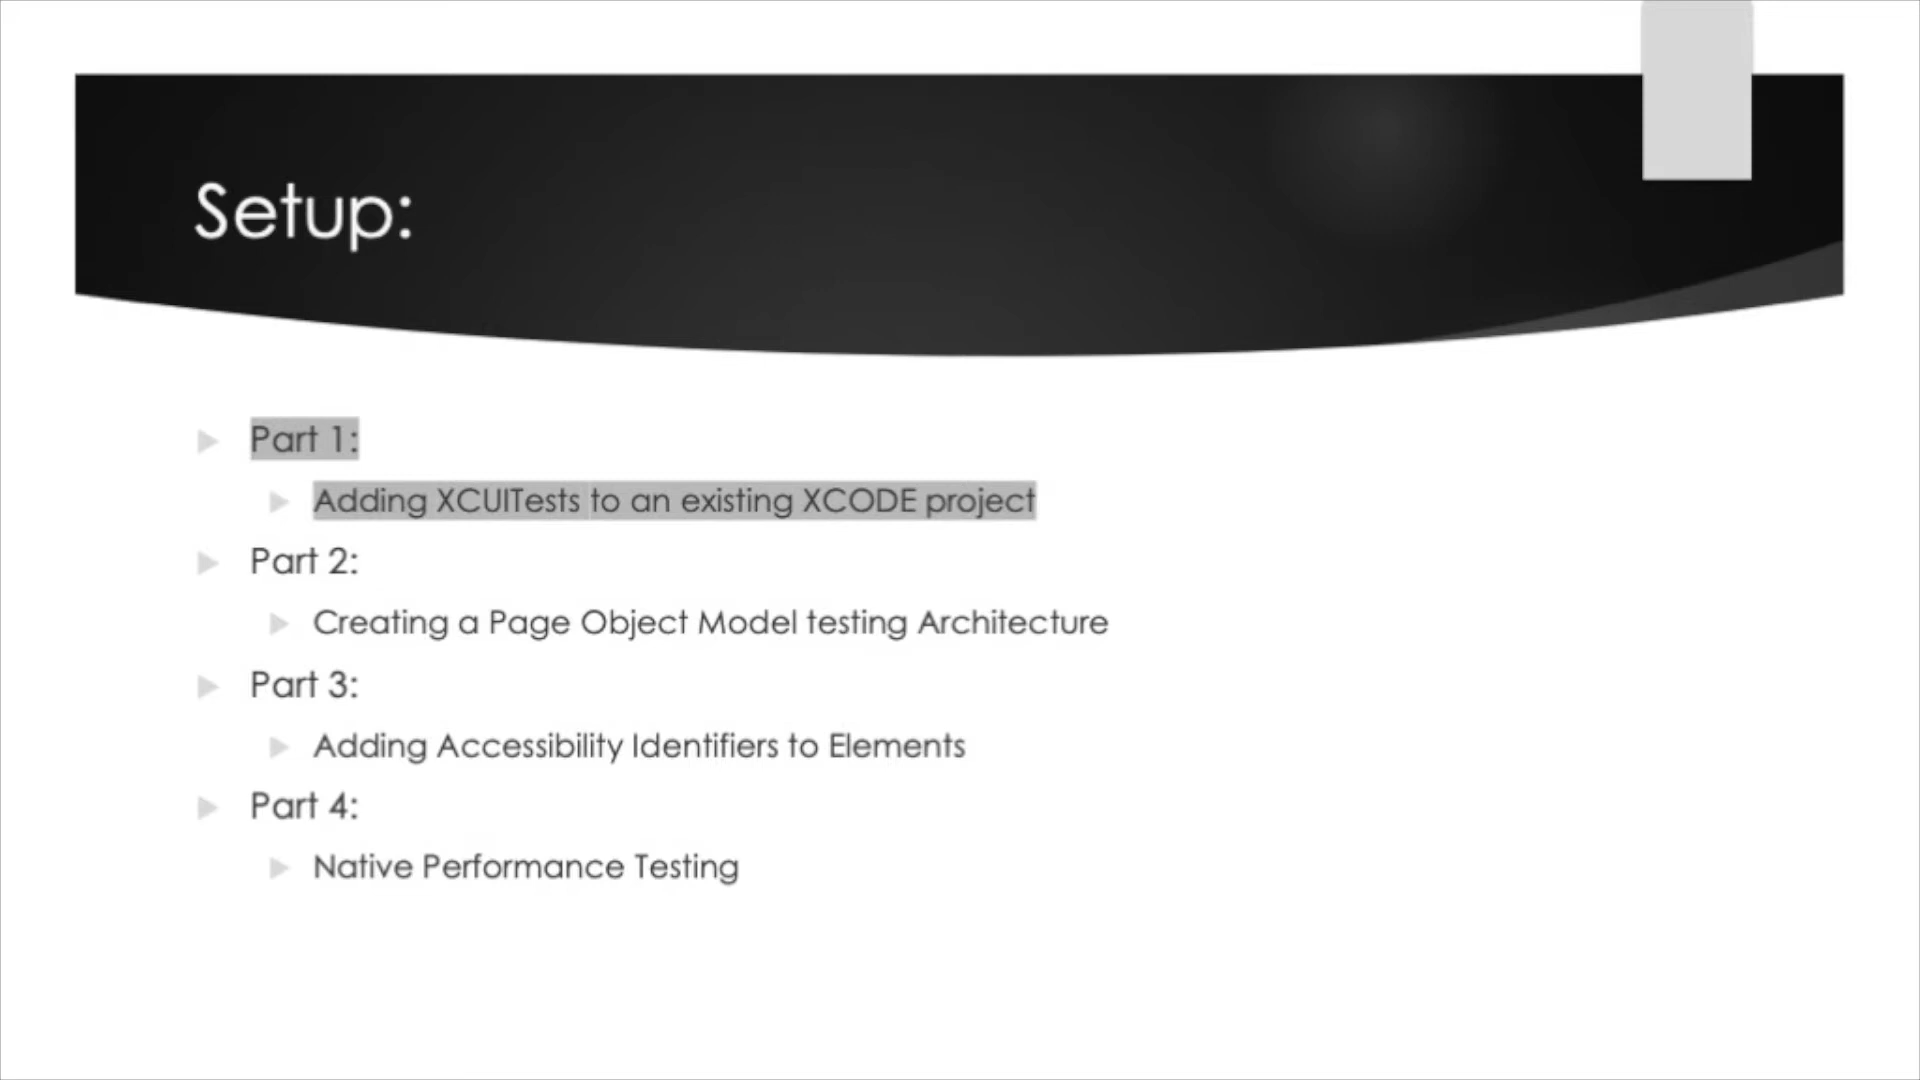 Setup:
Part 1:
Adding XCUITests to an existing XCODE project
Part 2:
Creating a Page Object Model testing Architecture
Part 3:
Adding Accessibility Identifiers to Elements
Part 4:
Native Performance Testing